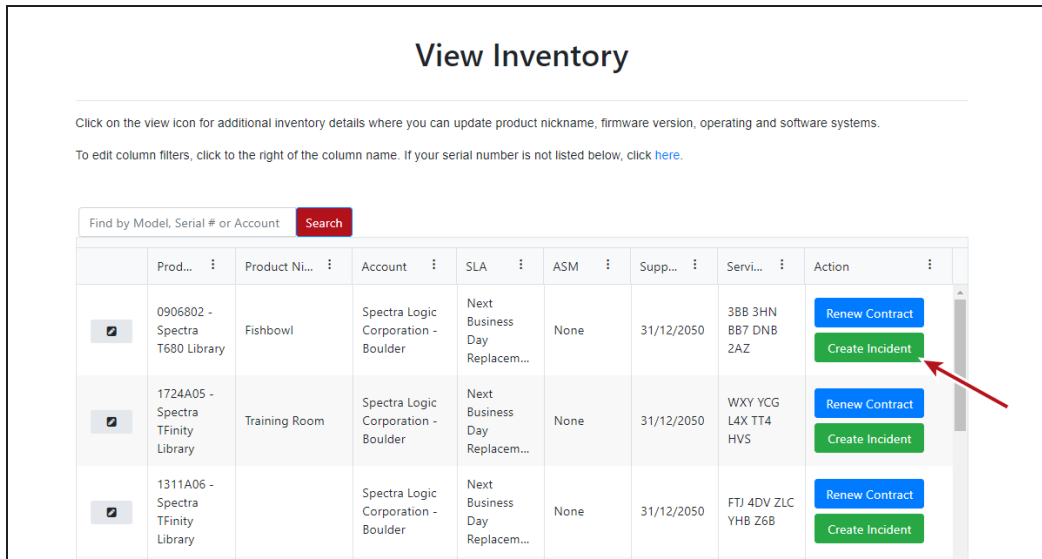 View Inventory
Click on the view icon for additional inventory details where you can update product nickname, firmware version, operating and software systems.
To edit column filters, click to the right of the column name. If your serial number is not listed below, click here.
Find by Model, Serial # or Account Search
Prod... Product Ni... Account SLA ASM Supp... Servi... Action
0906802 -
Spectra
T680 Library
Fishbowl
Spectra Logic
Corporation -
Boulder
Next
Business
Day
Replacem...
None
31/12/2050
3BB 3HN
BB7 DNB
2AZ
Renew Contract
Create Incident
1724A05 -
Spectra
TFinity
Library
Training Room
Spectra Logic
Corporation -
Boulder
Next
Business
Day
Replacem...
None
31/12/2050
WXY YCG
L4X TT4
HVS
Renew Contract
Create Incident
1311A06 -
Spectra
TFinity
Library
Spectra Logic
Corporation -
Boulder
Next
Business
Day
Replacem...
None
31/12/2050
FTJ 4DV ZLC
YHB Z6B
Renew Contract
Create Incident